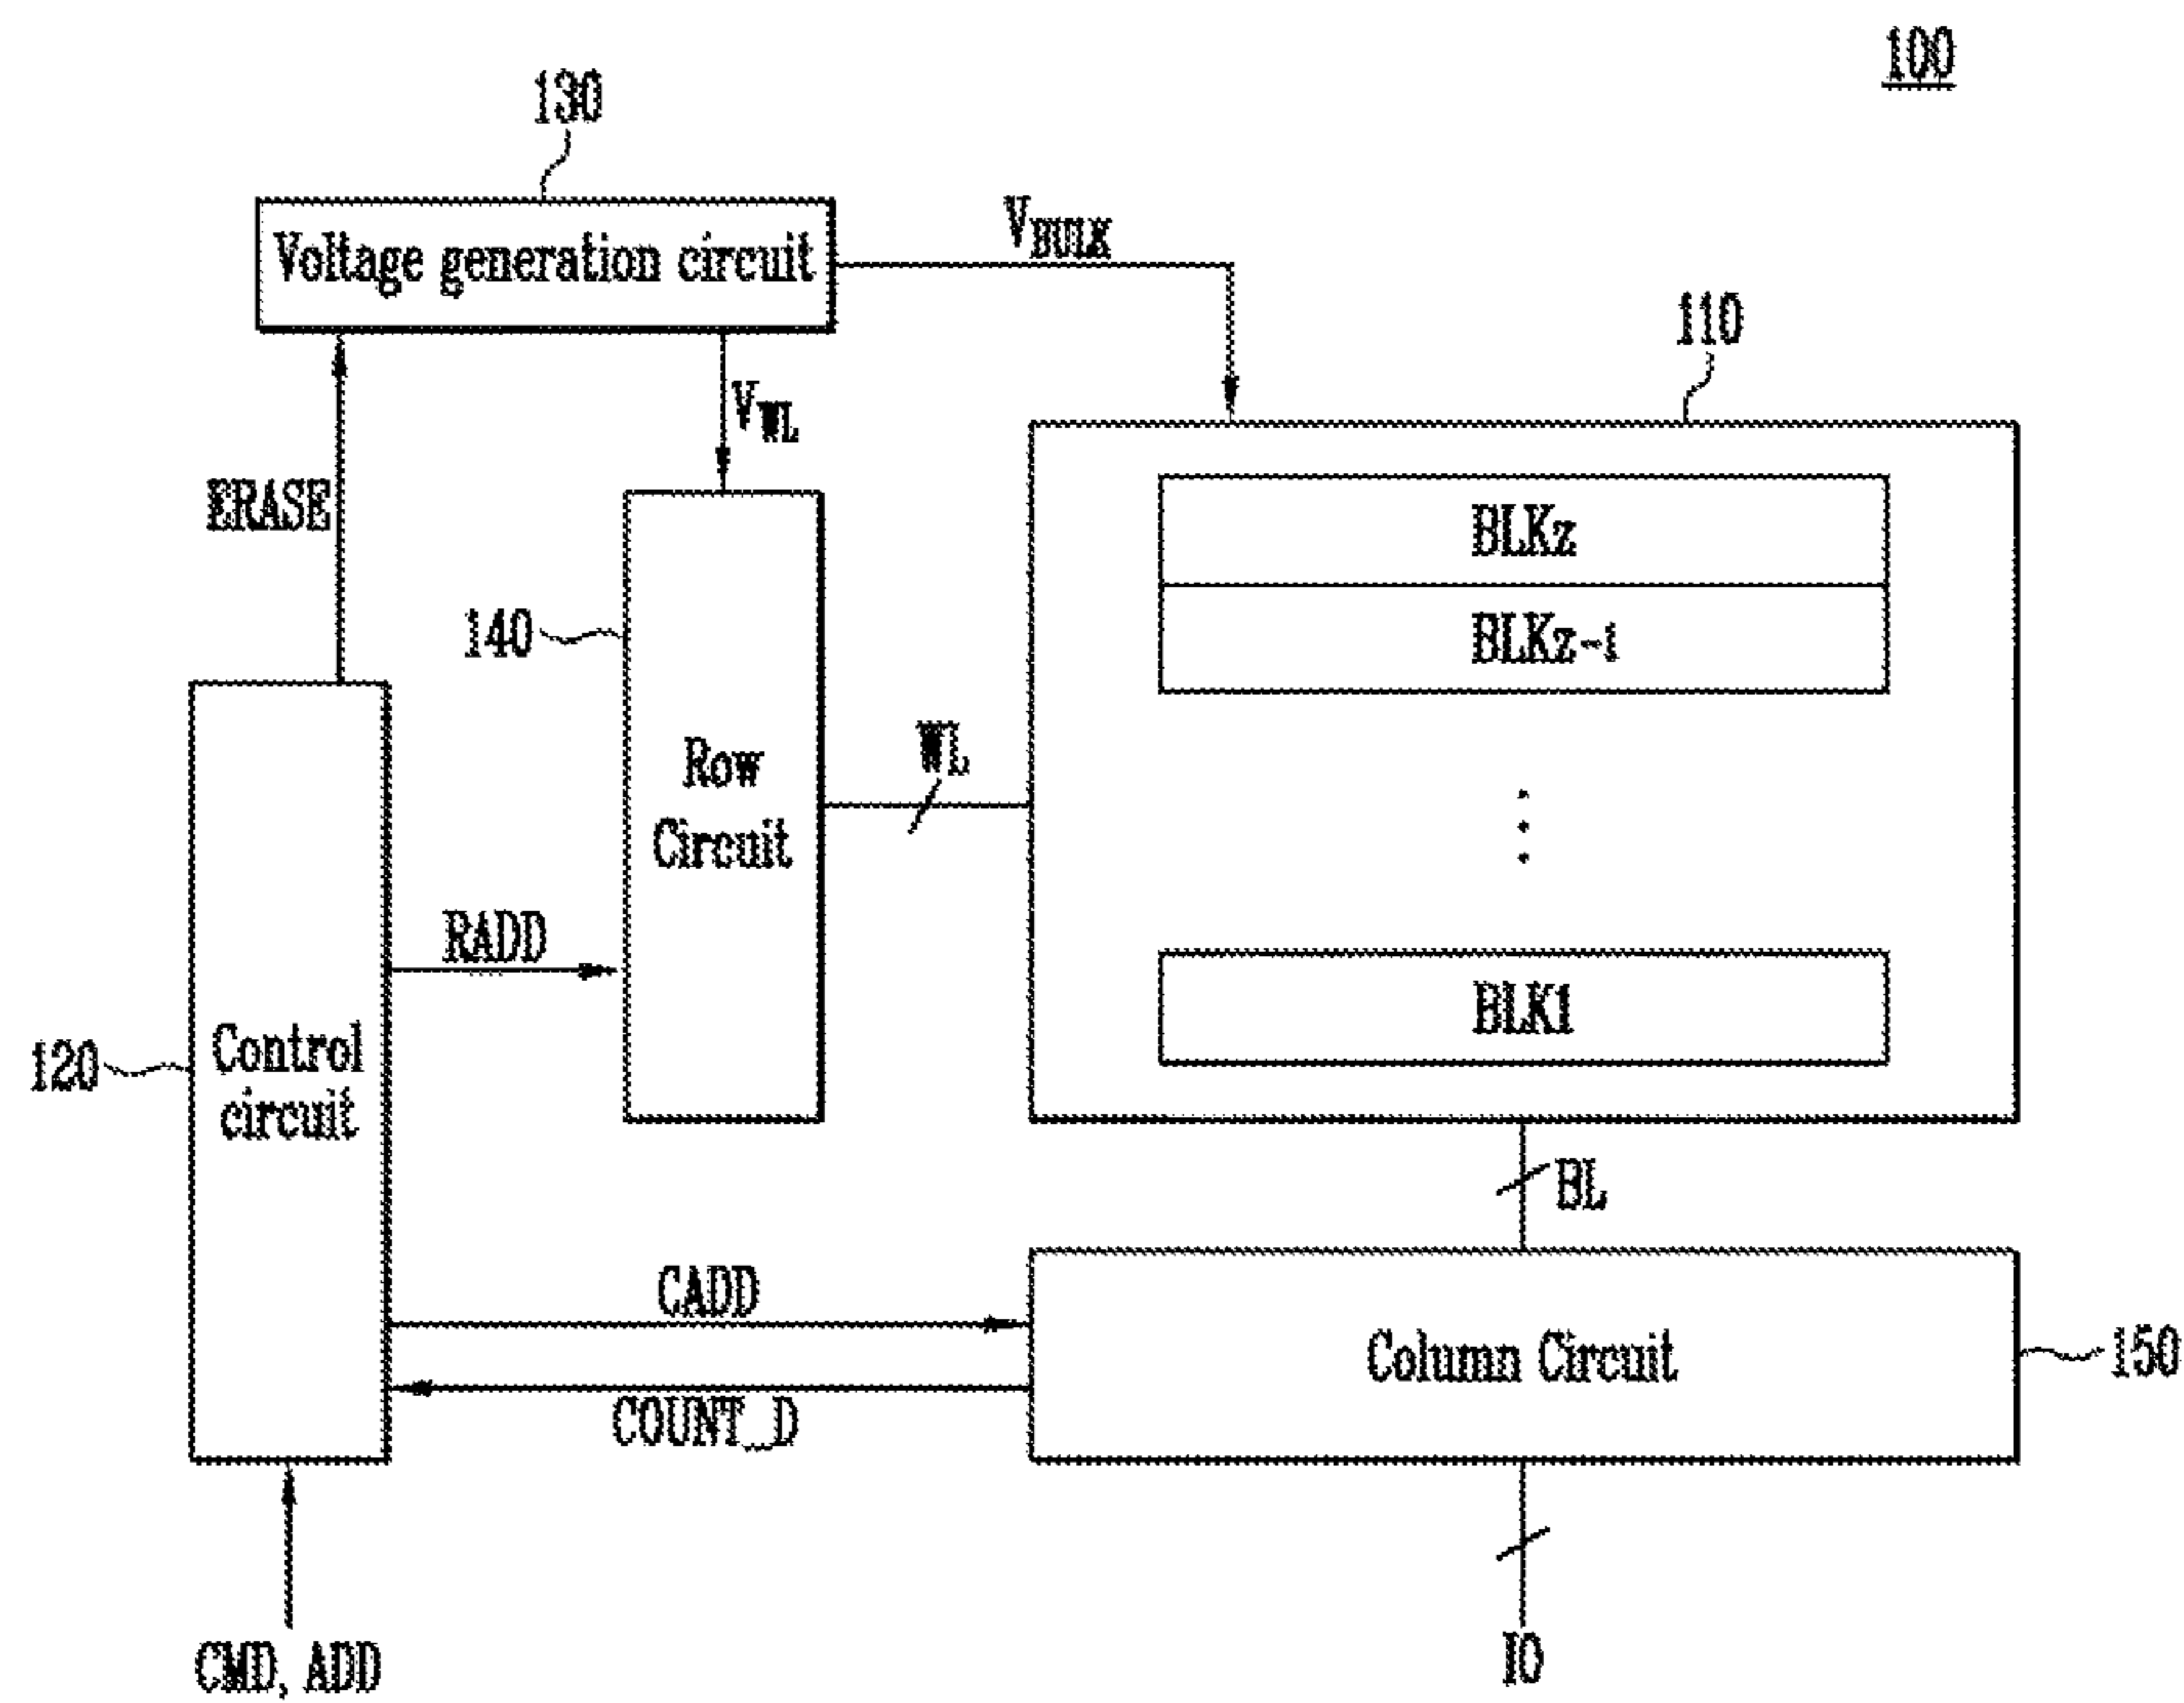 100
130
Voltage generation circuit
VBULK
110
VWL
ERASE
BLKz
140
BLKz-1
Row
Circuit
WL
RADD
BLK1
120
Control
circuit
BL
CADD
Column Circuit
150
COUNT_D
CMD, ADD
IO